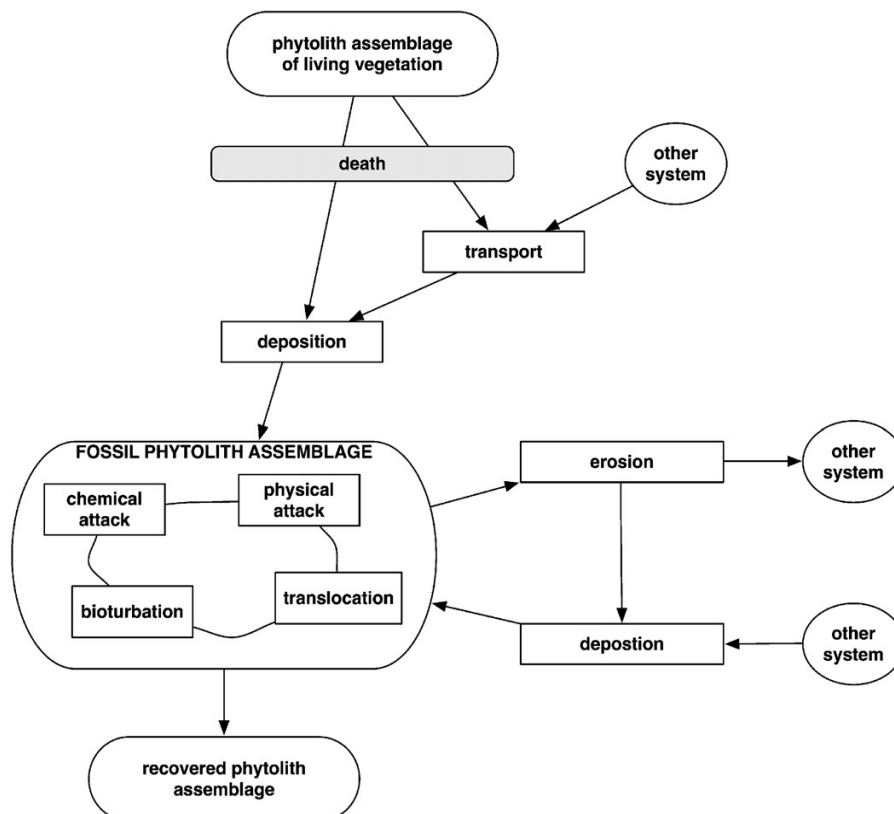 phytolith assemblage
of living vegetation
death
other
system
transport
deposition
FOSSIL PHYTOLITH ASSEMBLAGE
chemical
attack
physical
attack
bioturbation
translocation
erosion
other
system
depostion
other
system
recovered phytolith
assemblage